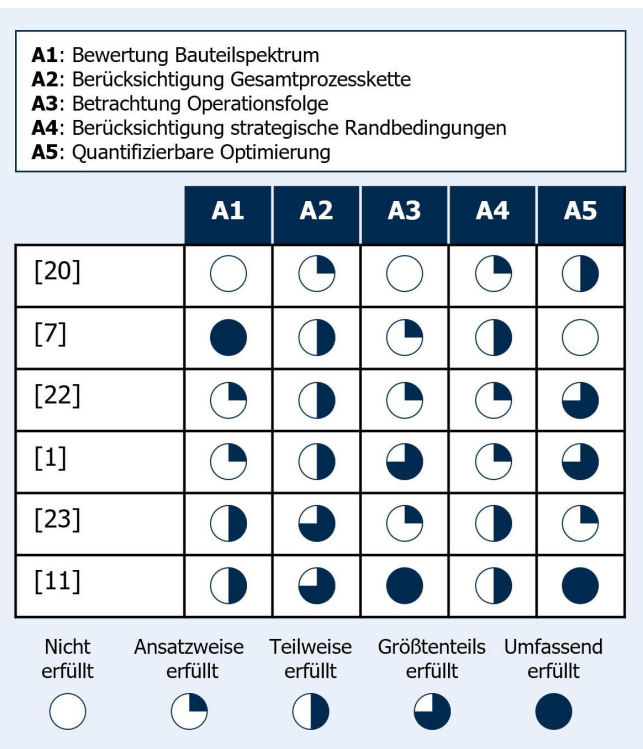 A1: Bewertung Bauteilspektrum
A2: Berücksichtigung Gesamtprozesskette
A3: Betrachtung Operationsfolge
A4: Berücksichtigung strategische Randbedingungen
A5: Quantifizierbare Optimierung
A1 A2 A3 A4 A5
[20]
[7]
[22]
[1]
[23]
[11]
Nicht Ansatzweise Teilweise Größtenteils Umfassend
erfüllt erfüllt erfüllt erfüllt erfüllt